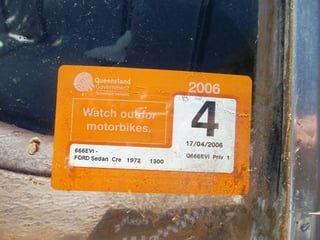 Queensland
Government
2006
Watch out for
motorbikes.
4
17/04/2006
666EVI -
FORD Sedan Cre 1972 1300
Q666EVI Priv 1